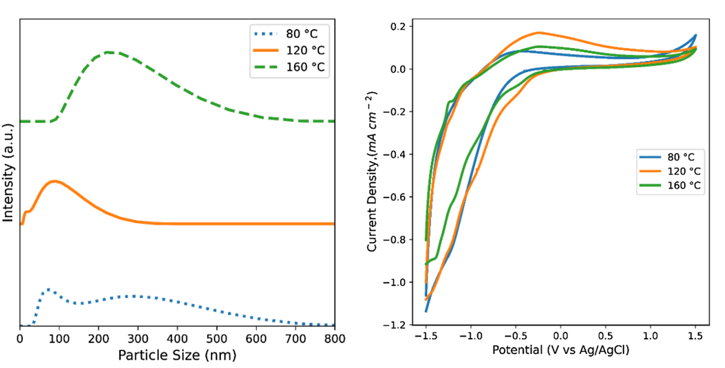 80 °C
120 °C
160 °C
Intensity (a.u.)
0 100 200 300 400 500 600 700 800
Particle Size (nm)
0.2
0.0
−0.2
−0.4
−0.6
−0.8
−1.0
−1.2
Current Density,(mA cm⁻²)
80 °C
120 °C
160 °C
−1.5 −1.0 −0.5 0.0 0.5 1.0 1.5
Potential (V vs Ag/AgCl)